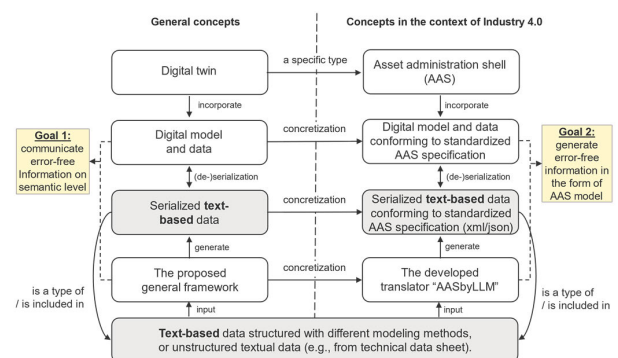 General concepts
Concepts in the context of Industry 4.0
Digital twin
a specific type
Asset administration shell
(AAS)
incorporate
incorporate
Goal 1:
communicate
error-free
Information on
semantic level
Digital model
and data
concretization
Digital model and data
conforming to standardized
AAS specification
Goal 2:
generate
error-free
information in
the form of
AAS model
(de-)serialization
(de-)serialization
Serialized text-
based data
concretization
Serialized text-based data
conforming to standardized
AAS specification (xml/json)
generate
generate
The proposed
general framework
concretization
The developed
translator “AASbyLLM”
is a type of
/ is included in
is a type of
/ is included in
input
input
Text-based data structured with different modeling methods,
or unstructured textual data (e.g., from technical data sheet).